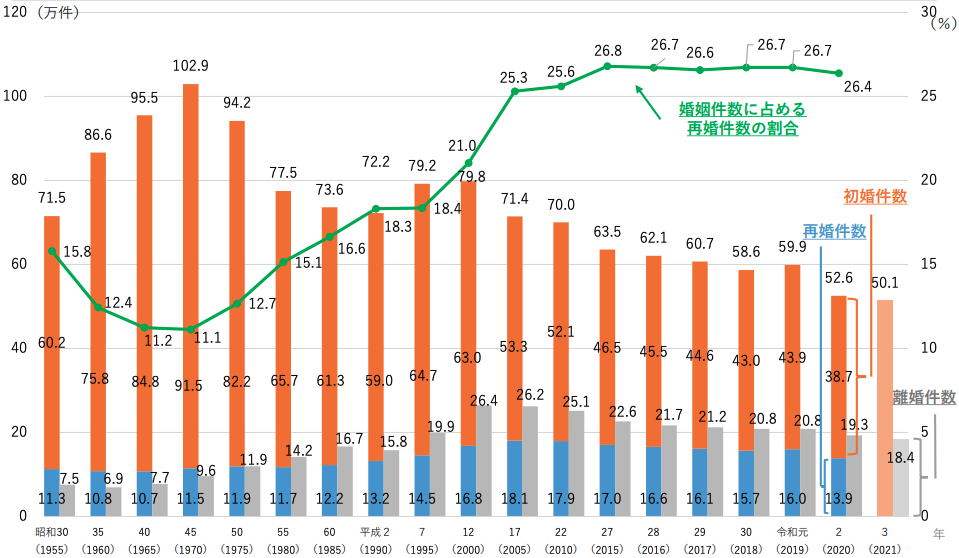 120 (万件) 30
(%)
100 25
80 20
60 15
40 10
20 5
0 0
71.5 86.6 95.5 102.9 94.2 77.5 73.6 72.2 79.2 79.8 71.4 70.0 63.5 62.1 60.7 58.6 59.9 52.6 50.1
15.8 12.4 11.2 11.1 12.7 15.1 16.6 18.3 18.4 21.0 25.3 25.6 26.8 26.7 26.6 26.7 26.7 26.4
婚姻件数に占める
再婚件数の割合
初婚件数
再婚件数
離婚件数
60.2 75.8 84.8 91.5 82.2 65.7 61.3 59.0 64.7 63.0 53.3 52.1 46.5 45.5 44.6 43.0 43.9 38.7
7.5 6.9 7.7 9.6 11.9 14.2 16.7 15.8 19.9 26.4 26.2 25.1 22.6 21.7 21.2 20.8 20.8 19.3 18.4
11.3 10.8 10.7 11.5 11.9 11.7 12.2 13.2 14.5 16.8 18.1 17.9 17.0 16.6 16.1 15.7 16.0 13.9
昭和30 35 40 45 50 55 60 平成2 7 12 17 22 27 28 29 30 令和元 2 3 年
(1955) (1960) (1965) (1970) (1975) (1980) (1985) (1990) (1995) (2000) (2005) (2010) (2015) (2016) (2017) (2018) (2019) (2020) (2021)